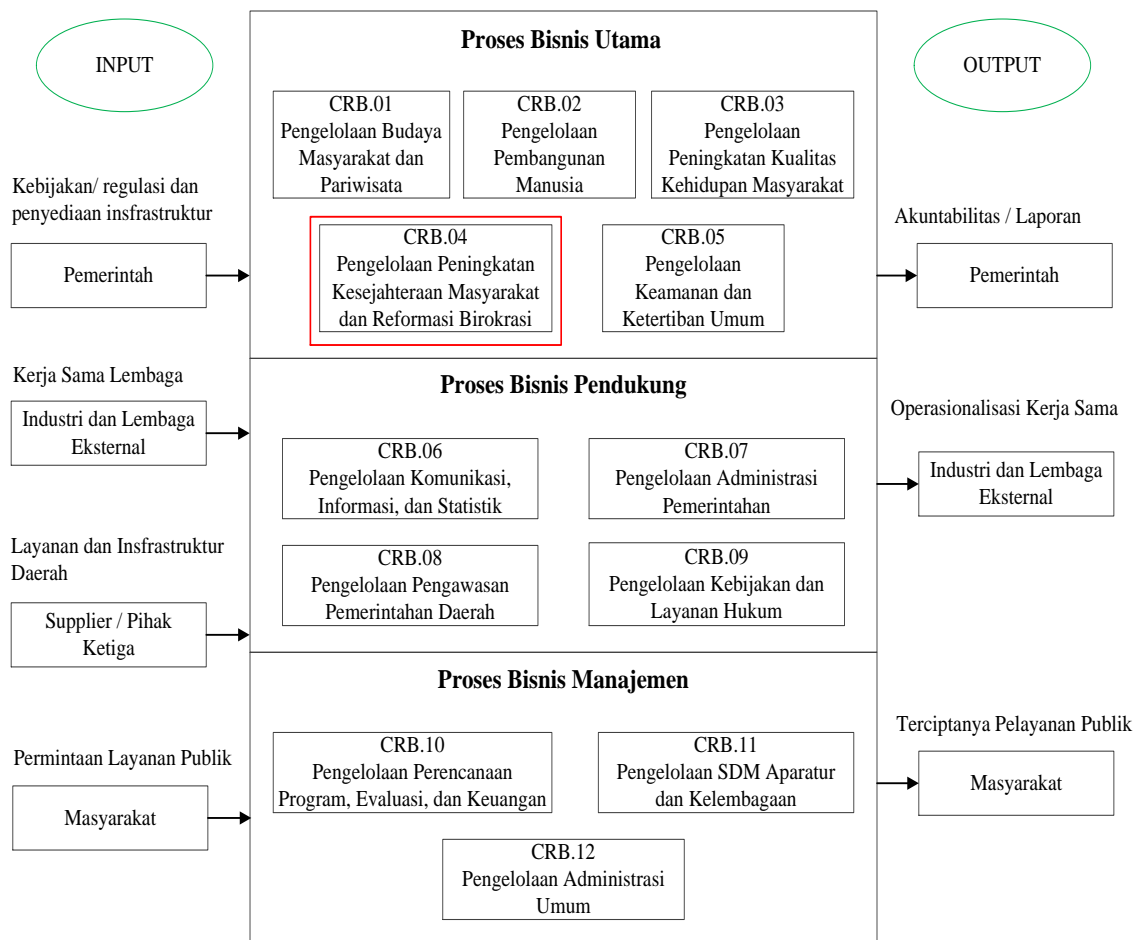 INPUT
Kebijakan/ regulasi dan
penyediaan insfrastruktur
Pemerintah
Kerja Sama Lembaga
Industri dan Lembaga
Eksternal
Layanan dan Insfrastruktur
Daerah
Supplier / Pihak
Ketiga
Permintaan Layanan Publik
Masyarakat
Proses Bisnis Utama
CRB.01
Pengelolaan Budaya
Masyarakat dan
Pariwisata
CRB.02
Pengelolaan
Pembangunan
Manusia
CRB.03
Pengelolaan
Peningkatan Kualitas
Kehidupan Masyarakat
CRB.04
Pengelolaan Peningkatan
Kesejahteraan Masyarakat
dan Reformasi Birokrasi
CRB.05
Pengelolaan
Keamanan dan
Ketertiban Umum
Proses Bisnis Pendukung
CRB.06
Pengelolaan Komunikasi,
Informasi, dan Statistik
CRB.07
Pengelolaan Administrasi
Pemerintahan
CRB.08
Pengelolaan Pengawasan
Pemerintahan Daerah
CRB.09
Pengelolaan Kebijakan dan
Layanan Hukum
Proses Bisnis Manajemen
CRB.10
Pengelolaan Perencanaan
Program, Evaluasi, dan Keuangan
CRB.11
Pengelolaan SDM Aparatur
dan Kelembagaan
CRB.12
Pengelolaan Administrasi
Umum
OUTPUT
Akuntabilitas / Laporan
Pemerintah
Operasionalisasi Kerja Sama
Industri dan Lembaga
Eksternal
Terciptanya Pelayanan Publik
Masyarakat